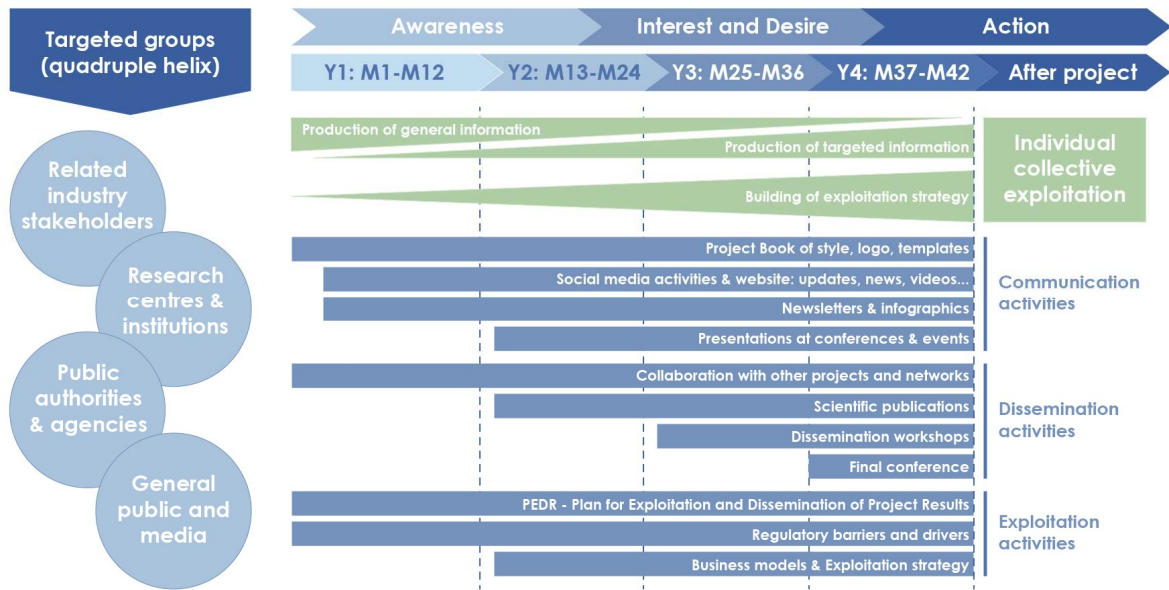 Targeted groups
(quadruple helix)
Awareness
Interest and Desire
Action
Y1: M1-M12
Y2: M13-M24
Y3: M25-M36
Y4: M37-M42
After project
Related
industry
stakeholders
Research
centres &
institutions
Public
authorities
& agencies
General
public and
media
Production of general information
Production of targeted information
Building of exploitation strategy
Individual
collective
exploitation
Project Book of style, logo, templates
Social media activities & website: updates, news, videos...
Newsletters & infographics
Presentations at conferences & events
Communication
activities
Collaboration with other projects and networks
Scientific publications
Dissemination workshops
Final conference
Dissemination
activities
PEDR - Plan for Exploitation and Dissemination of Project Results
Regulatory barriers and drivers
Business models & Exploitation strategy
Exploitation
activities